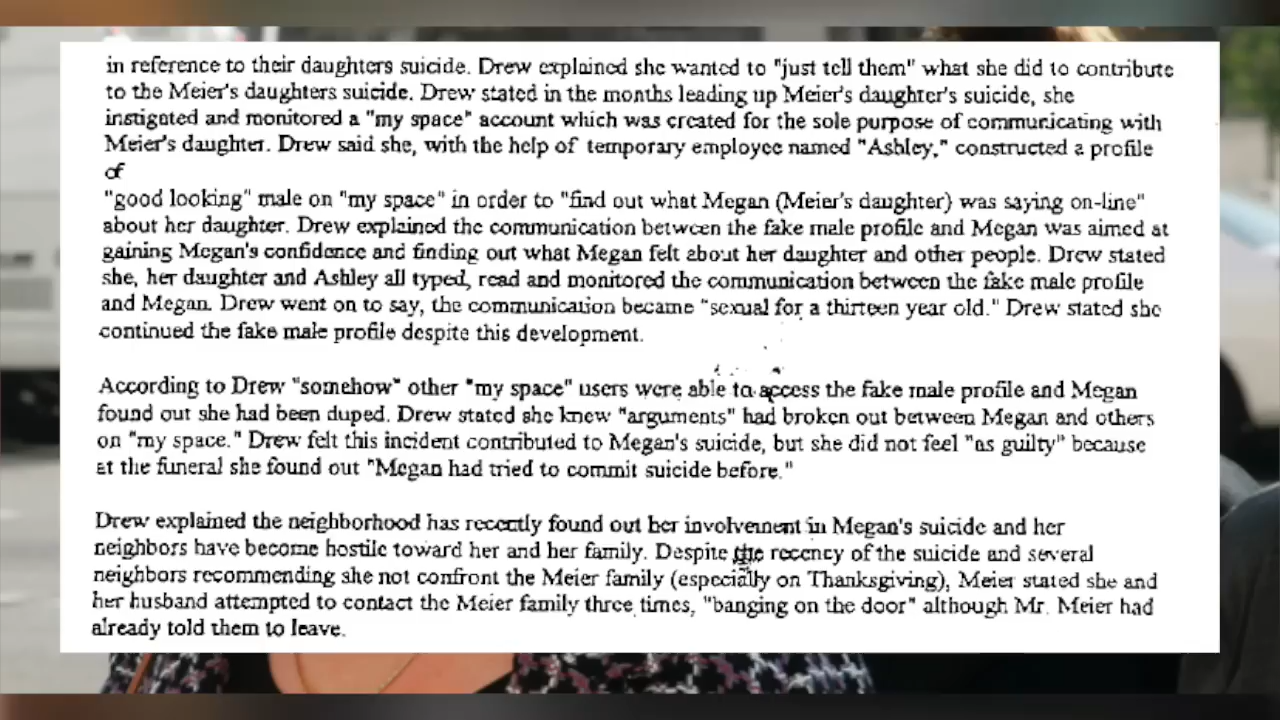 in reference to their daughters suicide. Drew explained she wanted to "just tell them" what she did to contribute
to the Meier's daughters suicide. Drew stated in the months leading up Meier's daughter's suicide, she
instigated and monitored a "my space" account which was created for the sole purpose of communicating with
Meier's daughter. Drew said she, with the help of temporary employee named "Ashley," constructed a profile
of
"good looking" male on "my space" in order to "find out what Megan (Meier's daughter) was saying on-line"
about her daughter. Drew explained the communication between the fake male profile and Megan was aimed at
gaining Megan's confidence and finding out what Megan felt about her daughter and other people. Drew stated
she, her daughter and Ashley all typed, read and monitored the communication between the fake male profile
and Megan. Drew went on to say, the communication became "sexual for a thirteen year old." Drew stated she
continued the fake male profile despite this development.
According to Drew "somehow" other "my space" users were able to access the fake male profile and Megan
found out she had been duped. Drew stated she knew "arguments" had broken out between Megan and others
on "my space." Drew felt this incident contributed to Megan's suicide, but she did not feel "as guilty" because
at the funeral she found out "Megan had tried to commit suicide before."
Drew explained the neighborhood has recently found out her involvement in Megan's suicide and her
neighbors have become hostile toward her and her family. Despite the recency of the suicide and several
neighbors recommending she not confront the Meier family (especially on Thanksgiving), Meier stated she and
her husband attempted to contact the Meier family three times, "banging on the door" although Mr. Meier had
already told them to leave.